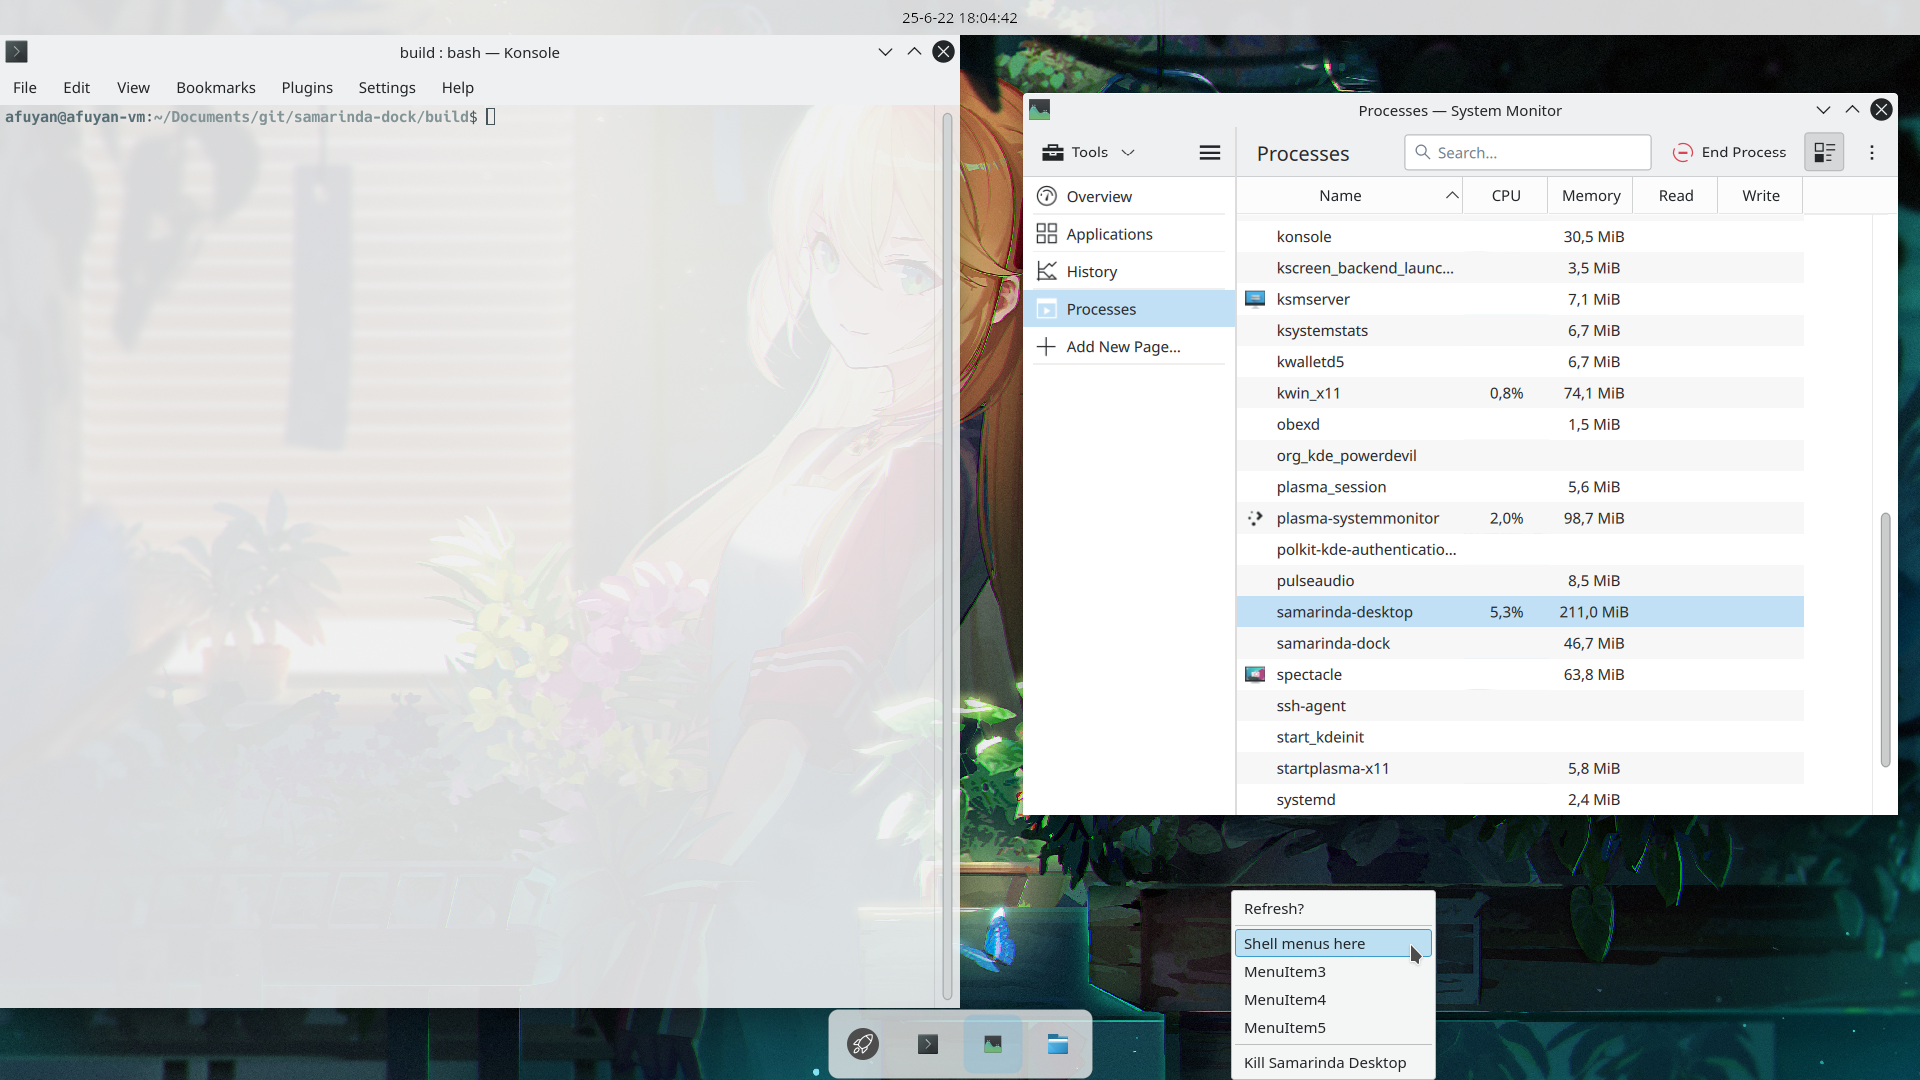 25-6-22 18:04:42
build : bash — Konsole
File Edit View Bookmarks Plugins Settings Help
afuyan@afuyan-vm:~/Documents/git/samarinda-dock/build$
Processes — System Monitor
Tools
Processes
Search...
End Process
Overview
Applications
History
Processes
Add New Page...
Name CPU Memory Read Write
konsole 30,5 MiB
kscreen_backend_launc... 3,5 MiB
ksmserver 7,1 MiB
ksystemstats 6,7 MiB
kwalletd5 6,7 MiB
kwin_x11 0,8% 74,1 MiB
obexd 1,5 MiB
org_kde_powerdevil
plasma_session 5,6 MiB
plasma-systemmonitor 2,0% 98,7 MiB
polkit-kde-authenticatio...
pulseaudio 8,5 MiB
samarinda-desktop 5,3% 211,0 MiB
samarinda-dock 46,7 MiB
spectacle 63,8 MiB
ssh-agent
start_kdeinit
startplasma-x11 5,8 MiB
systemd 2,4 MiB
Refresh?
Shell menus here
MenuItem3
MenuItem4
MenuItem5
Kill Samarinda Desktop